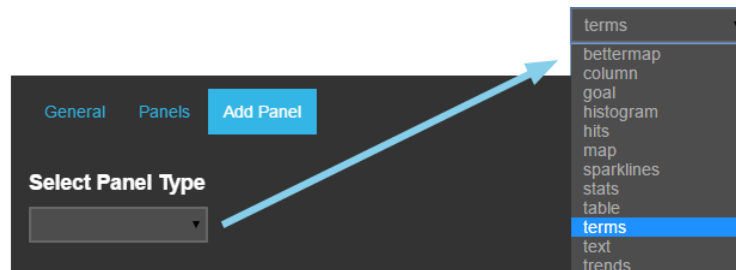 General Panels Add Panel
Select Panel Type
terms
bettermap
column
goal
histogram
hits
map
sparklines
stats
table
terms
text
trends